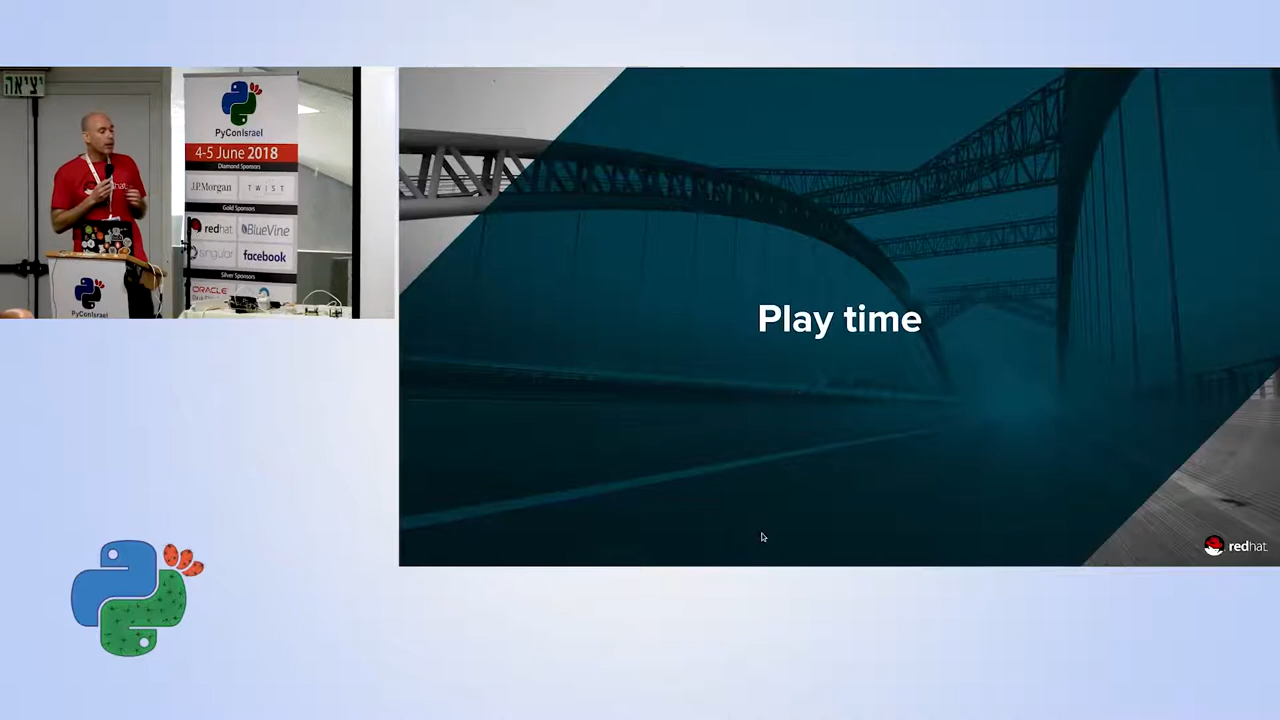 יציאה
PyConIsrael
4-5 June 2018
Diamond Sponsors
J.P.Morgan
TWIST
Gold Sponsors
redhat
BlueVine
singular
facebook
Silver Sponsors
ORACLE
PyConIsrael
Play time
redhat